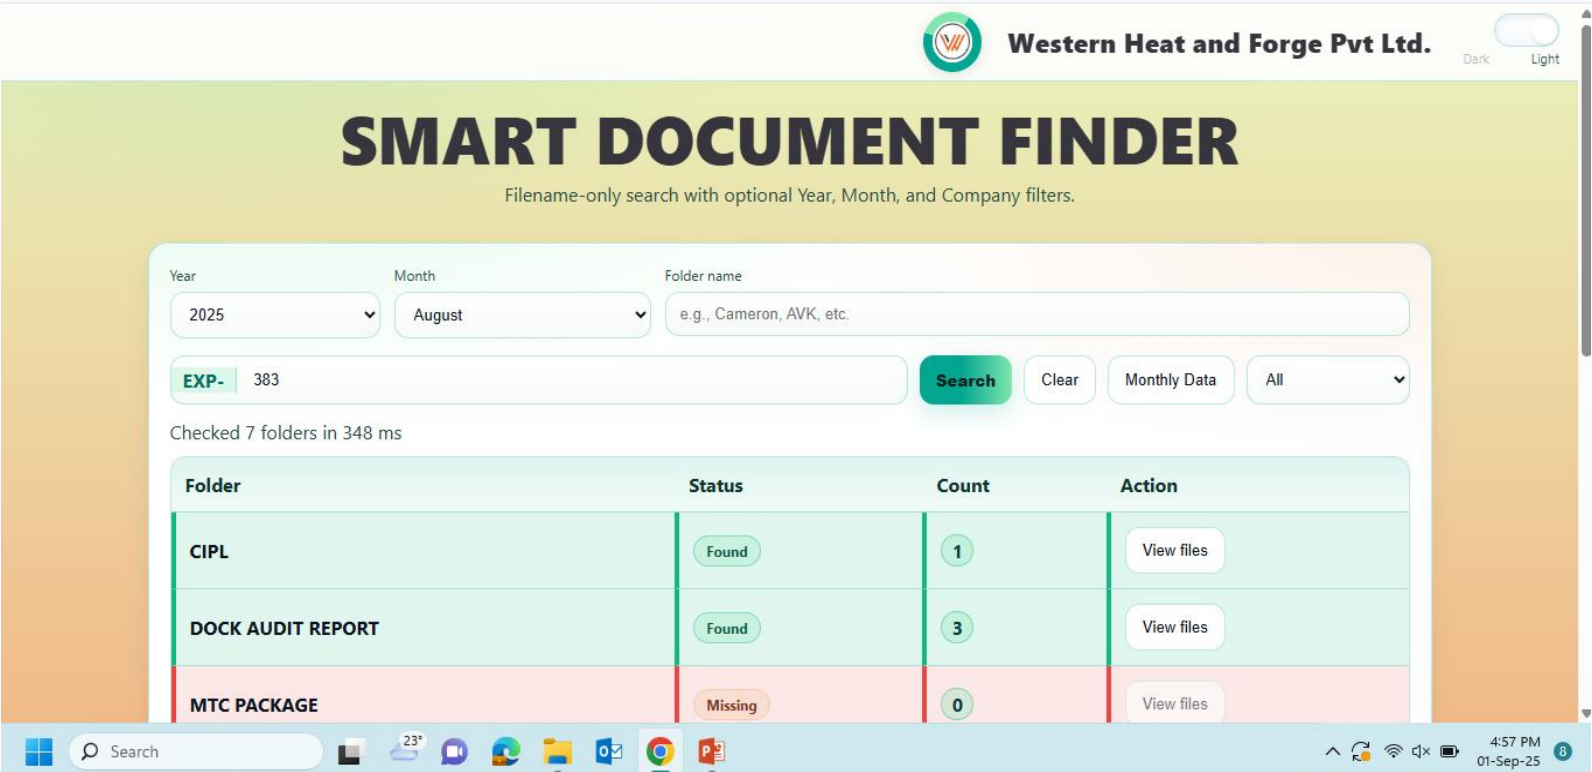 Western Heat and Forge Pvt Ltd.
Dark Light
SMART DOCUMENT FINDER
Filename-only search with optional Year, Month, and Company filters.
Year Month Folder name
2025 August e.g., Cameron, AVK, etc.
EXP- 383 Search Clear Monthly Data All
Checked 7 folders in 348 ms
Folder Status Count Action
CIPL Found 1 View files
DOCK AUDIT REPORT Found 3 View files
MTC PACKAGE Missing 0 View files
Search 23° 4:57 PM
01-Sep-25 8